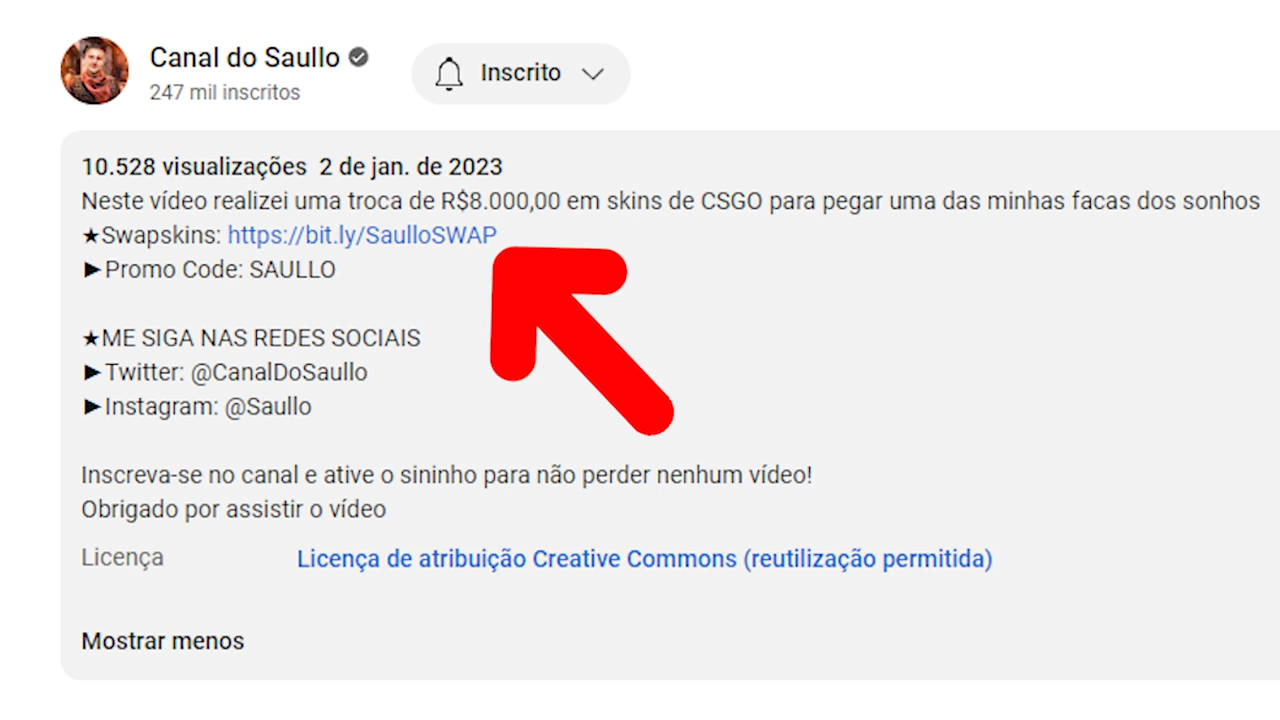 Canal do Saullo
247 mil inscritos
Inscrito
10.528 visualizações 2 de jan. de 2023
Neste vídeo realizei uma troca de R$8.000,00 em skins de CSGO para pegar uma das minhas facas dos sonhos
★Swapskins: https://bit.ly/SaulloSWAP
►Promo Code: SAULLO
★ME SIGA NAS REDES SOCIAIS
►Twitter: @CanalDoSaullo
►Instagram: @Saullo
Inscreva-se no canal e ative o sininho para não perder nenhum vídeo!
Obrigado por assistir o vídeo
Licença Licença de atribuição Creative Commons (reutilização permitida)
Mostrar menos